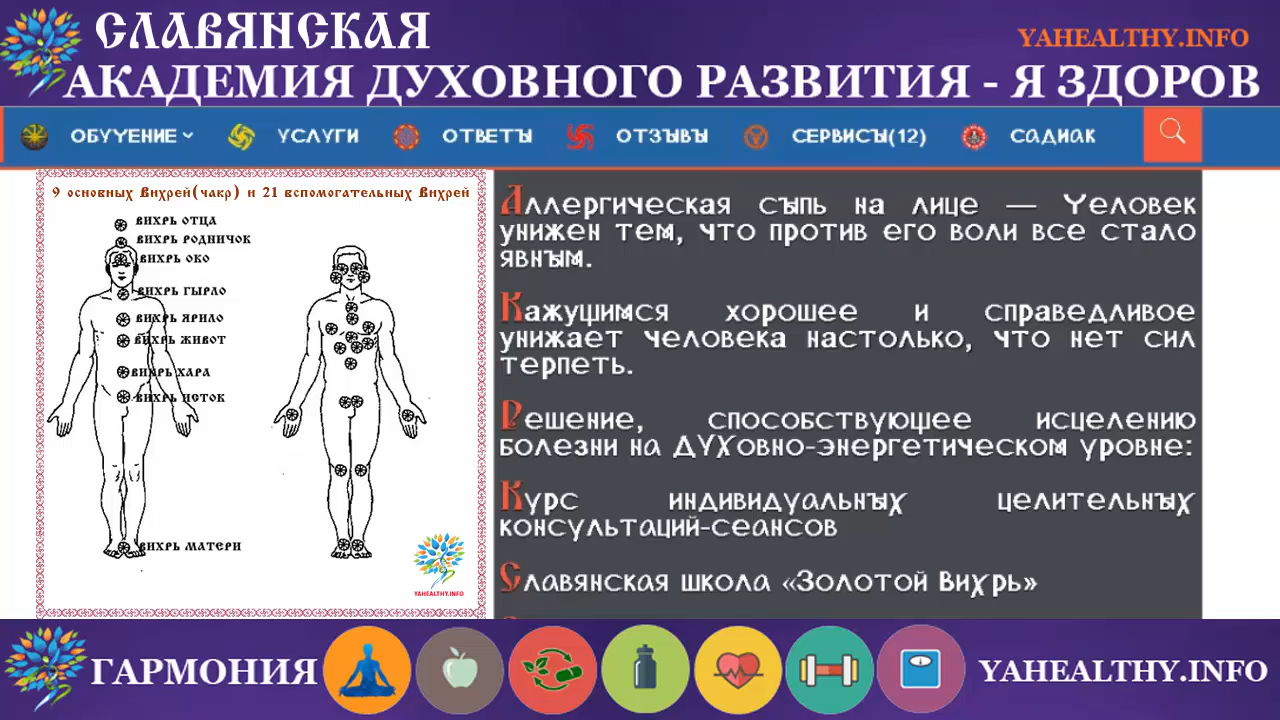 СЛАВЯНСКАЯ
АКАДЕМИЯ ДУХОВНОГО РАЗВИТИЯ - Я ЗДОРОВ
YAHEALTHY.INFO
ОБУЧЕНИЕ
УСЛУГИ
ОТВЕТЫ
ОТЗЫВЫ
СЕРВИСЫ(12)
САДИАК
9 основных Вихрей(чакр) и 21 вспомогательных Вихрей
ВИХРЬ ОТЦА
ВИХРЬ РОДНИЧОК
ВИХРЬ ОКО
ВИХРЬ ГЫРЛО
ВИХРЬ ЯРИЛО
ВИХРЬ ЖИВОТ
ВИХРЬ ХАРА
ВИХРЬ ИСТОК
ВИХРЬ МАТЕРИ
YAHEALTHY.INFO
Аллергическая сыпь на лице — Человек
унижен тем, что против его воли все стало
явным.
Кажущимся хорошее и справедливое
унижает человека настолько, что нет сил
терпеть.
Решение, способствующее исцелению
болезни на ДУХовно-энергетическом уровне:
Курс индивидуальных целительных
консультаций-сеансов
Славянская школа «Золотой Вихрь»
ГАРМОНИЯ
YAHEALTHY.INFO